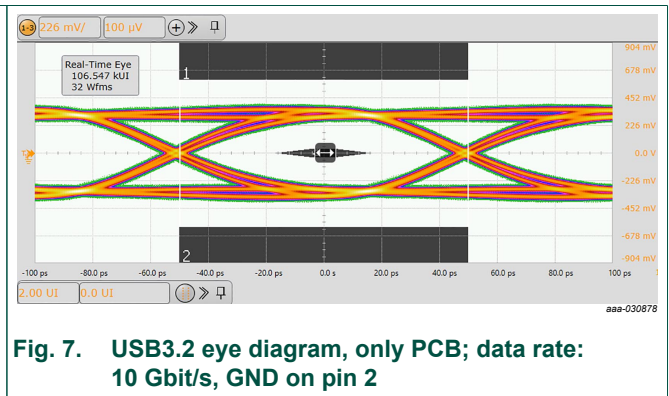 1-3 226 mV/ 100 µV
904 mV
Real-Time Eye
106.547 kUI
32 Wfms
1
678 mV
452 mV
226 mV
0.0 V
-226 mV
-452 mV
-678 mV
2
-904 mV
-100 ps -80.0 ps -60.0 ps -40.0 ps -20.0 ps 0.0 s 20.0 ps 40.0 ps 60.0 ps 80.0 ps 100 ps
2.00 UI 0.0 UI
aaa-030878
Fig. 7. USB3.2 eye diagram, only PCB; data rate:
10 Gbit/s, GND on pin 2